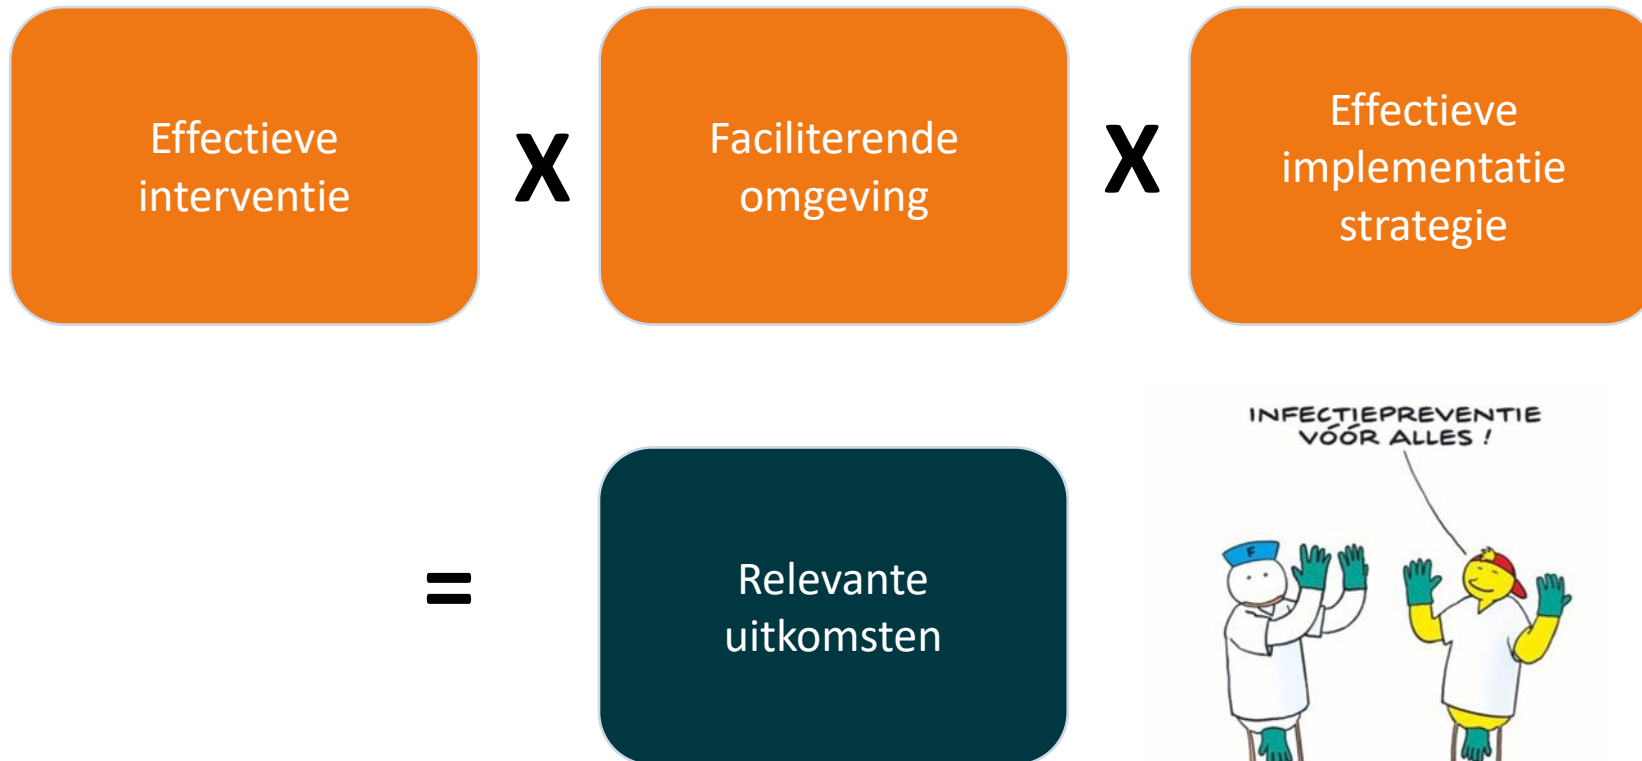 Effectieve
interventie
X
Faciliterende
omgeving
X
Effectieve
implementatie
strategie
=
Relevante
uitkomsten
INFECTIEPREVENTIE
VÓÓR ALLES !
F